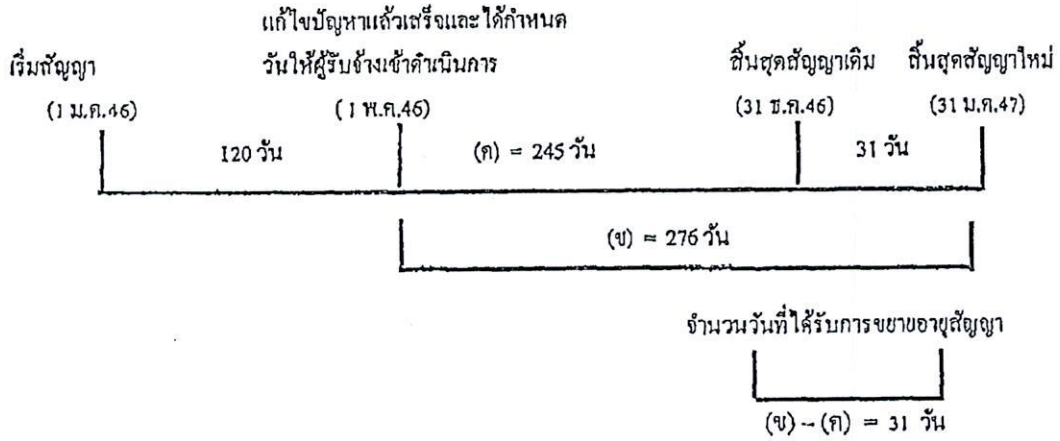 แก้ไขปัญหาแล้วเสร็จและได้กำหนด
เริ่มสัญญา วันให้ผู้รับจ้างเข้าดำเนินการ สิ้นสุดสัญญาเดิม สิ้นสุดสัญญาใหม่
(1 ม.ค.46) (1 พ.ค.46) (31 ธ.ค.46) (31 ม.ค.47)
120 วัน (ค) = 245 วัน 31 วัน
(ข) = 276 วัน
จำนวนวันที่ได้รับการขยายอายุสัญญา
(ข) – (ค) = 31 วัน